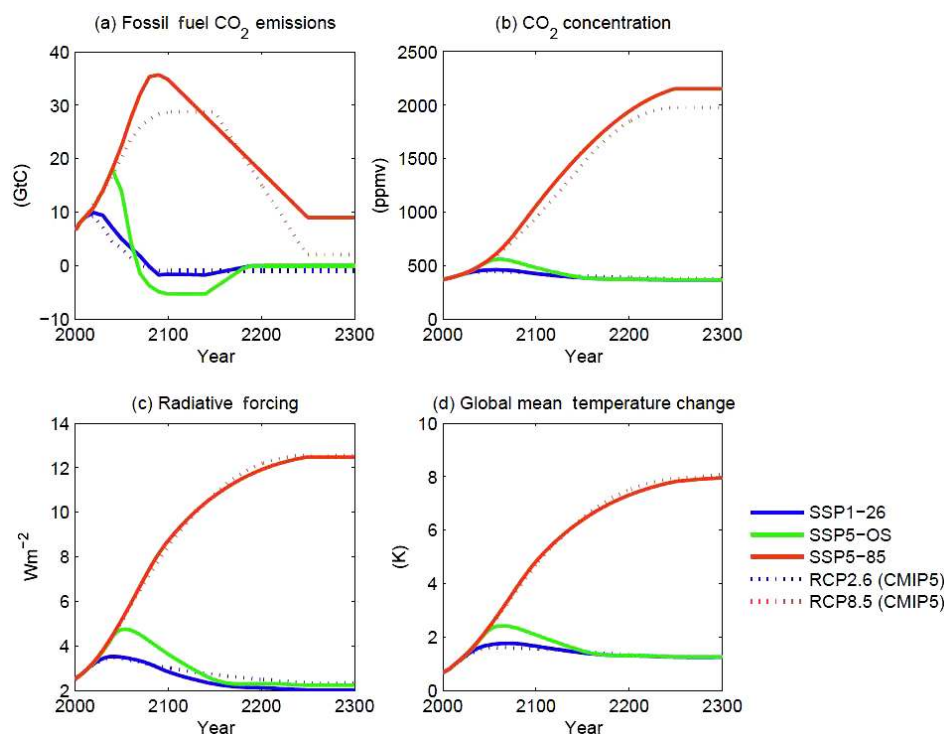 (a) Fossil fuel CO2 emissions
40
30
20
10
0
−10
(GtC)
2000 2100 2200 2300
Year
(b) CO2 concentration
2500
2000
1500
1000
500
0
(ppmv)
2000 2100 2200 2300
Year
(c) Radiative forcing
14
12
10
8
6
4
2
Wm−2
2000 2100 2200 2300
Year
(d) Global mean temperature change
10
8
6
4
2
0
(K)
2000 2100 2200 2300
Year
SSP1−26
SSP5−OS
SSP5−85
RCP2.6 (CMIP5)
RCP8.5 (CMIP5)